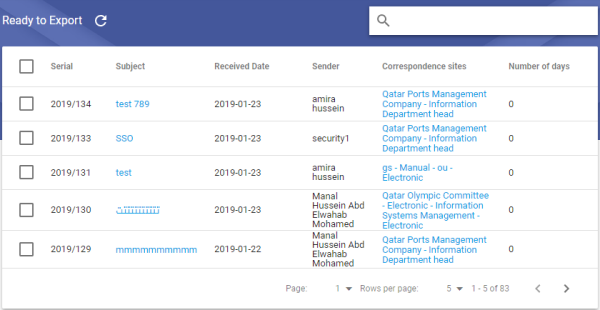 Ready to Export
Serial Subject Received Date Sender Correspondence sites Number of days
2019/134 test 789 2019-01-23 amira hussein Qatar Ports Management Company - Information Department head 0
2019/133 SSO 2019-01-23 security1 Qatar Ports Management Company - Information Department head 0
2019/131 test 2019-01-23 amira hussein gs - Manual - ou - Electronic 0
2019/130 2019-01-23 Manal Hussein Abd Elwahab Mohamed Qatar Olympic Committee - Electronic - Information Systems Management - Electronic 0
2019/129 mmmmmmmmmm 2019-01-22 Manal Hussein Abd Elwahab Mohamed Qatar Ports Management Company - Information Department head 0
Page: 1 Rows per page: 5 1 - 5 of 83